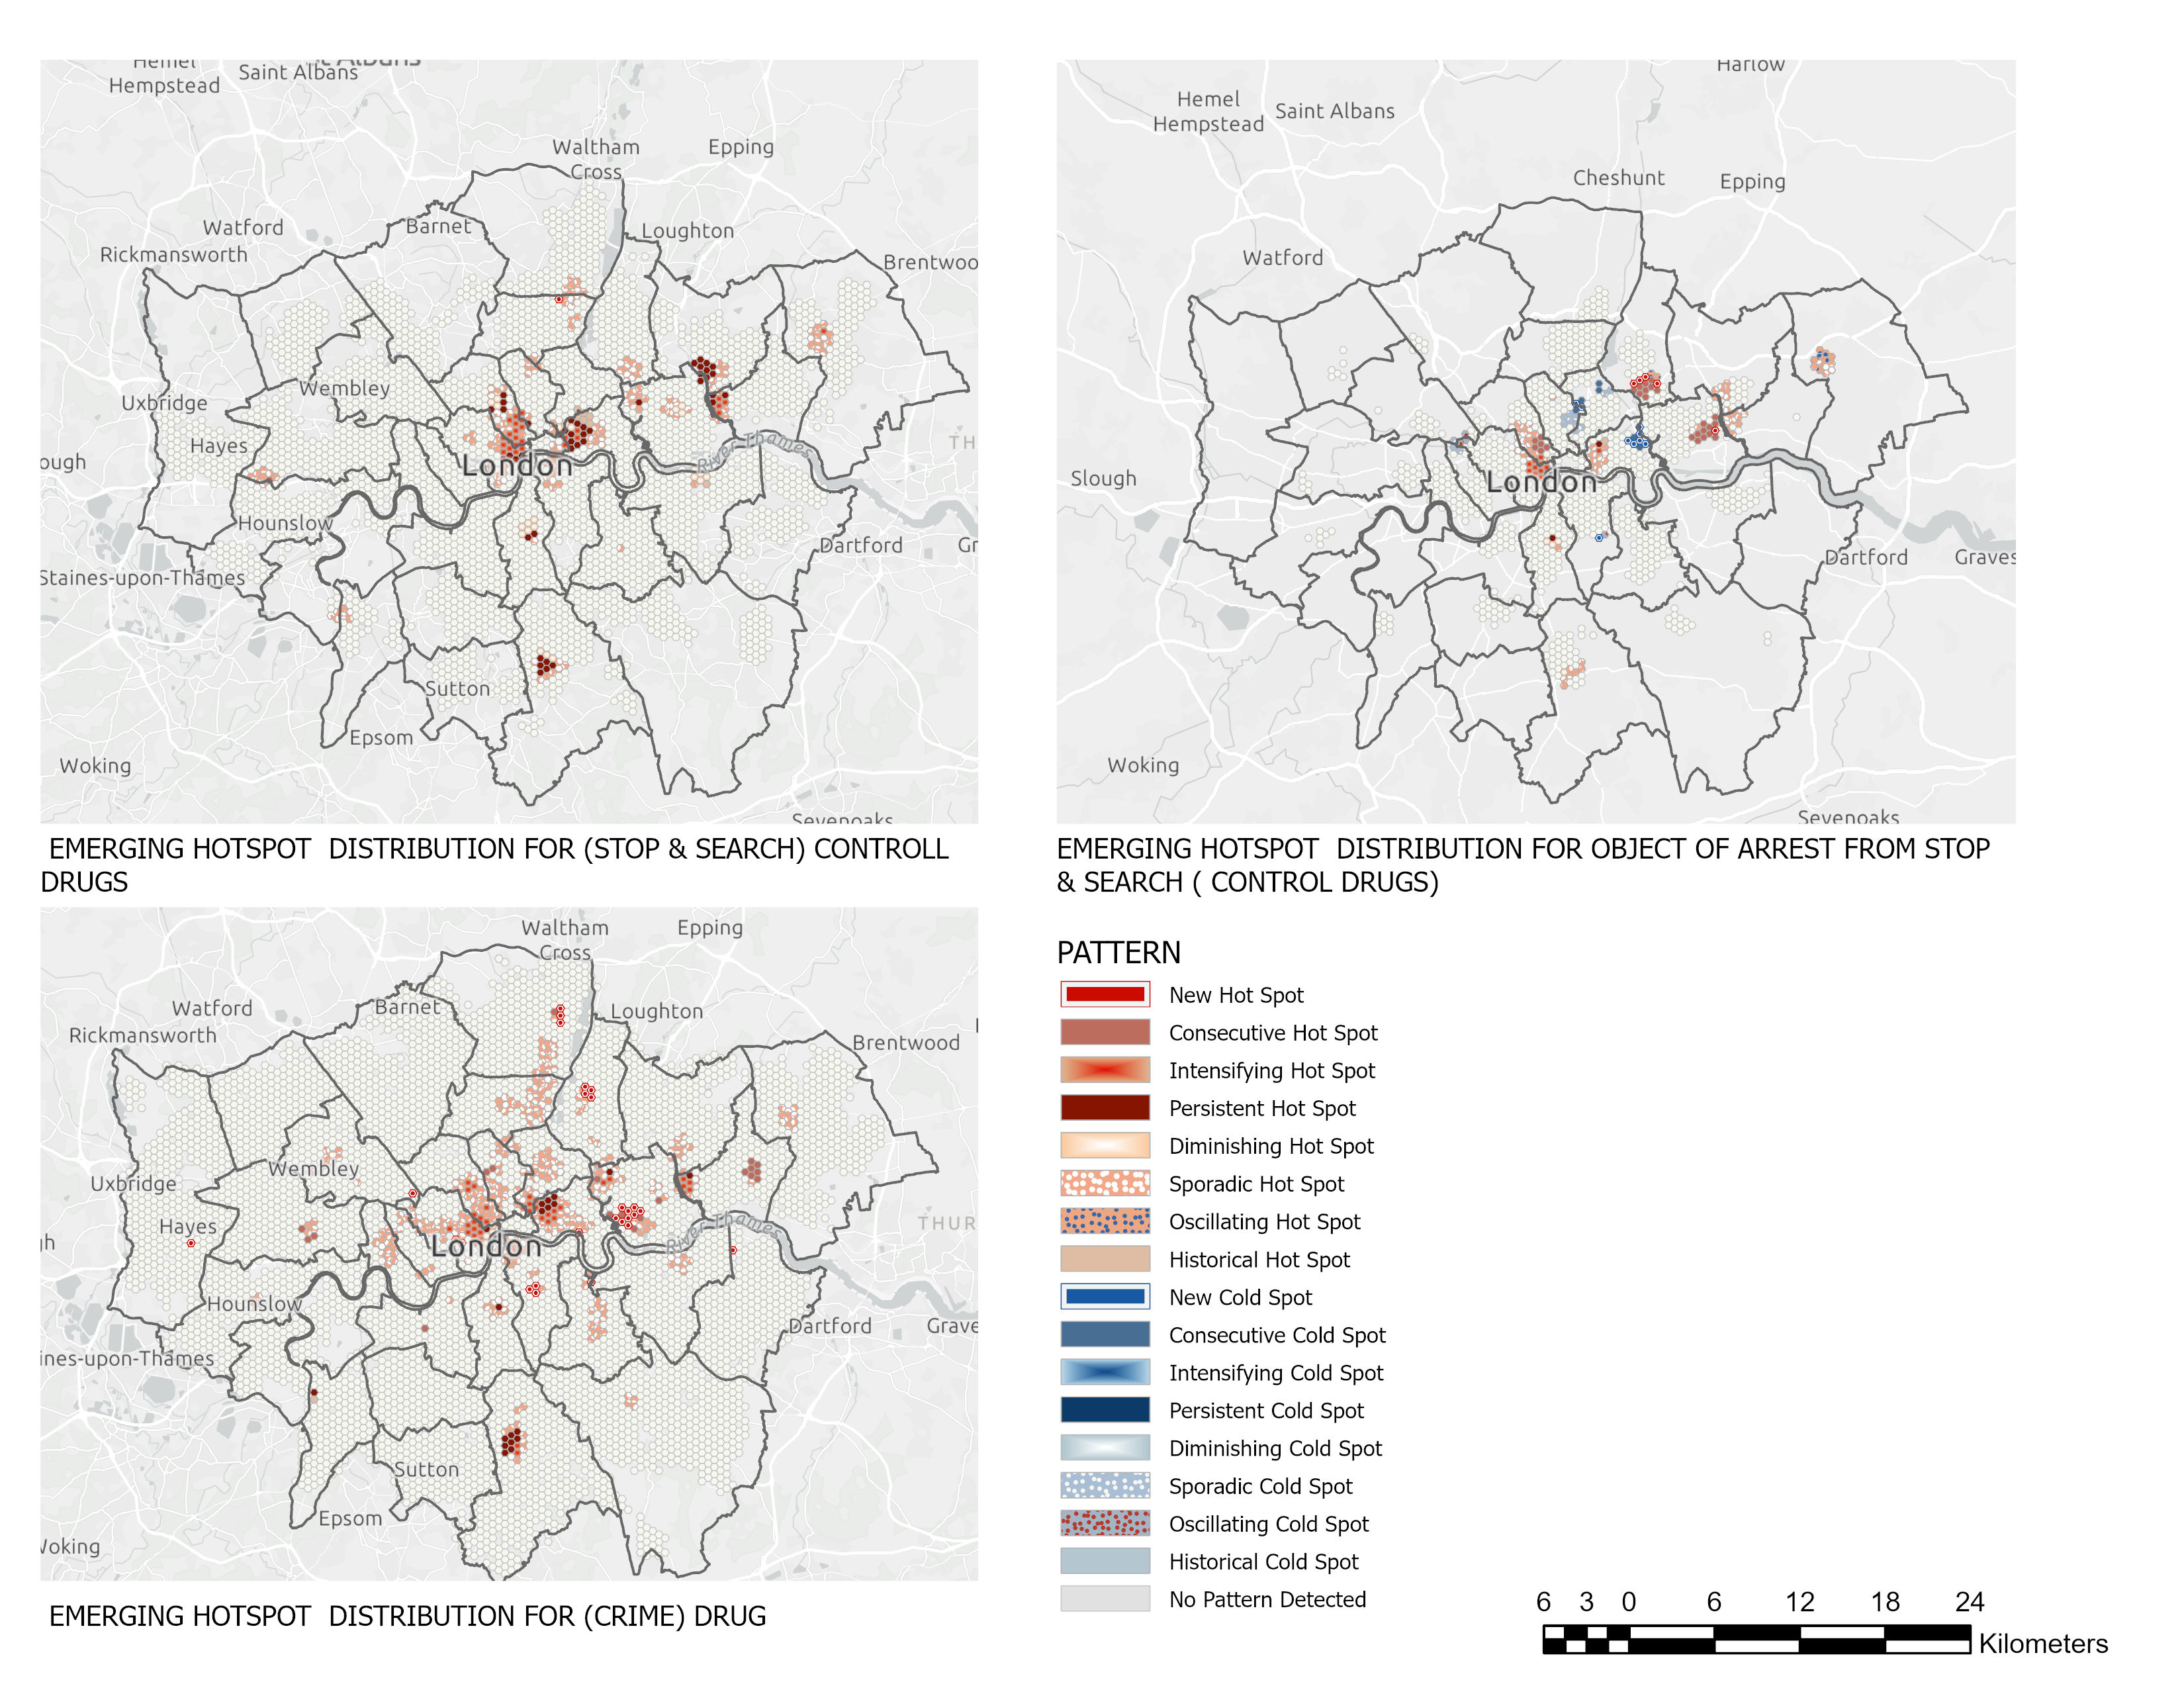 Hemel
Hempstead
Saint Albans
Waltham
Cross
Epping
Watford
Barnet
Loughton
Rickmansworth
Brentwoo
Wembley
Uxbridge
Hayes
TH
ough
London
River Thames
Hounslow
Dartford
Gr
Staines-upon-Thames
Sutton
Epsom
Woking
Sevenoaks
EMERGING HOTSPOT DISTRIBUTION FOR (STOP & SEARCH) CONTROLL
DRUGS
Harlow
Hemel
Hempstead
Saint Albans
Cheshunt
Epping
Watford
Slough
London
Dartford
Graves
Woking
Sevenoaks
EMERGING HOTSPOT DISTRIBUTION FOR OBJECT OF ARREST FROM STOP
& SEARCH ( CONTROL DRUGS)
Waltham
Cross
Epping
Watford
Barnet
Loughton
Rickmansworth
Brentwood
Wembley
Uxbridge
Hayes
THUR
gh
London
River Thames
Hounslow
Dartford
Grave
ines-upon-Thames
Sutton
Epsom
Woking
EMERGING HOTSPOT DISTRIBUTION FOR (CRIME) DRUG
PATTERN
New Hot Spot
Consecutive Hot Spot
Intensifying Hot Spot
Persistent Hot Spot
Diminishing Hot Spot
Sporadic Hot Spot
Oscillating Hot Spot
Historical Hot Spot
New Cold Spot
Consecutive Cold Spot
Intensifying Cold Spot
Persistent Cold Spot
Diminishing Cold Spot
Sporadic Cold Spot
Oscillating Cold Spot
Historical Cold Spot
No Pattern Detected
6 3 0 6 12 18 24
Kilometers